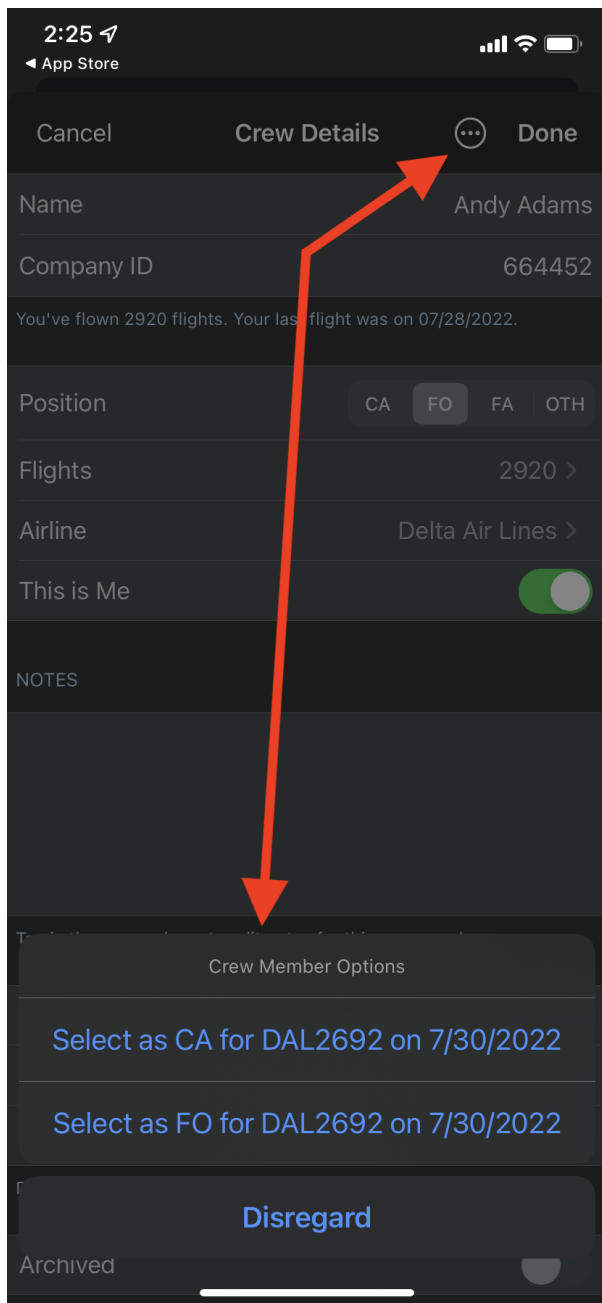 2:25
◀ App Store
Cancel Crew Details Done
Name Andy Adams
Company ID 664452
You've flown 2920 flights. Your last flight was on 07/28/2022.
Position CA FO FA OTH
Flights 2920 >
Airline Delta Air Lines >
This is Me
NOTES
Crew Member Options
Select as CA for DAL2692 on 7/30/2022
Select as FO for DAL2692 on 7/30/2022
Disregard
Archived